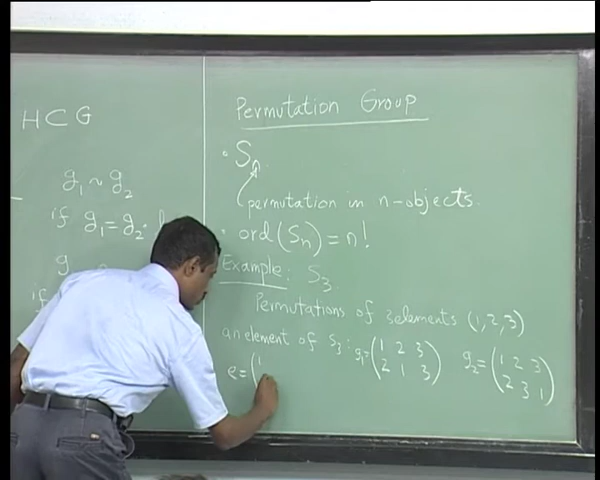 HCG
g₁ ~ g₂
if g₁ = g₂ ·
g
if
Permutation Group
· Sₙ
permutation in n-objects.
· ord(Sₙ) = n!
Example: S₃
Permutations of 3 elements (1, 2, 3)
an element of S₃: g₁ = (1 2 3 / 2 1 3) g₂ = (1 2 3 / 2 3 1)
e = (1